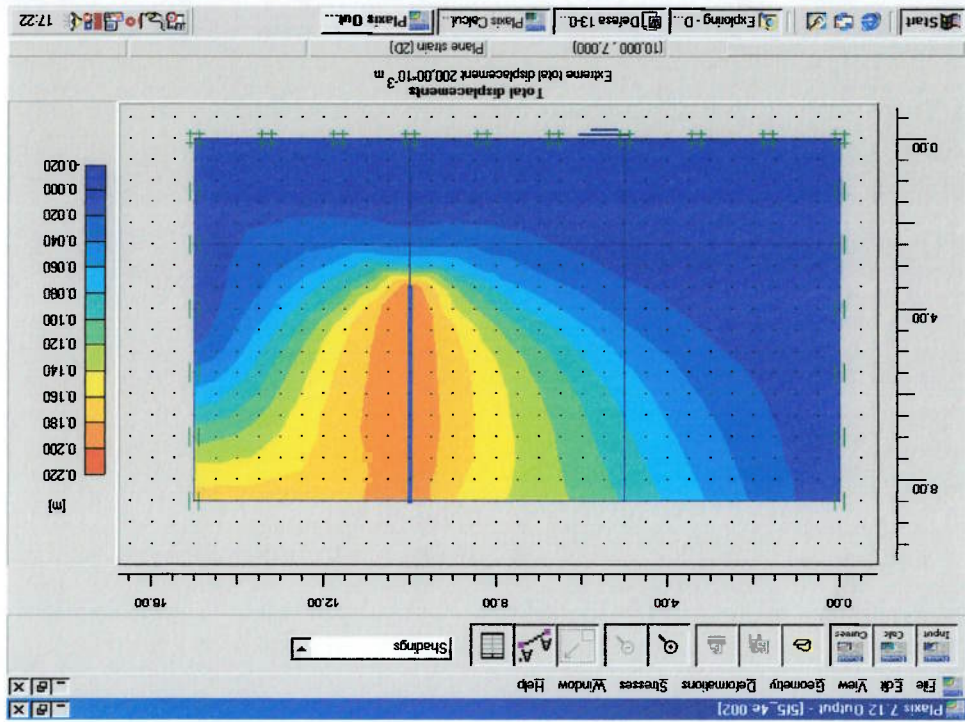 Plaxis 7.12 Output - [5I5_4e 002]
File Edit View Geometry Deformations Stresses Window Help
Input Calc Curves Shadings
0.00 4.00 8.00 12.00 16.00
8.00
4.00
0.00
[m]
0.220
0.200
0.180
0.160
0.140
0.120
0.100
0.080
0.060
0.040
0.020
0.000
-0.020
Total displacements
Extreme total displacement 200,00*10-3 m
(10.000 , 7.000) Plane strain [2D]
Start Exploring - D... Defesa 13-0... Plaxis Calcul... Plaxis Out... 17:22